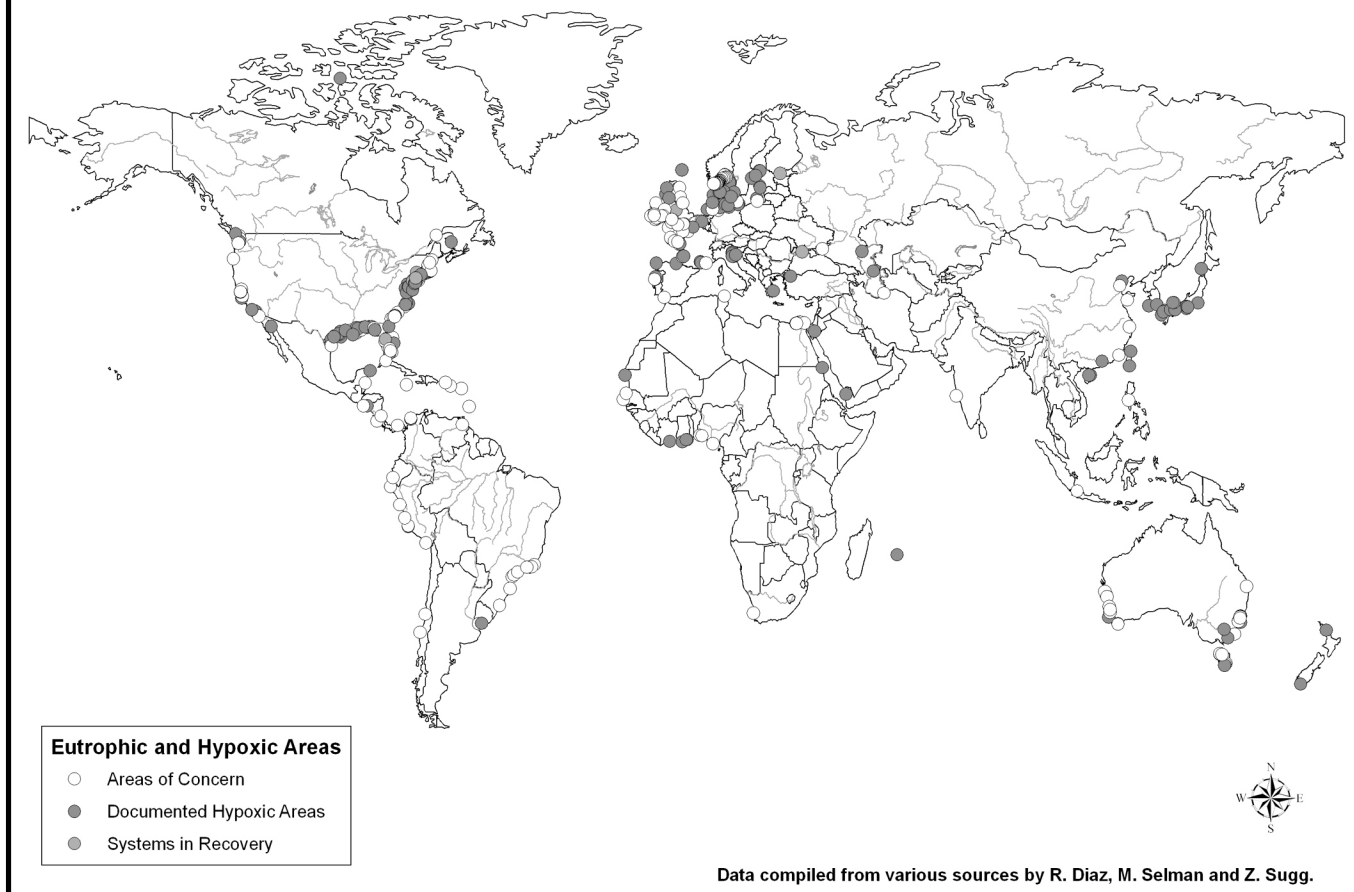 Eutrophic and Hypoxic Areas
Areas of Concern
Documented Hypoxic Areas
Systems in Recovery
N
W E
S
Data compiled from various sources by R. Diaz, M. Selman and Z. Sugg.